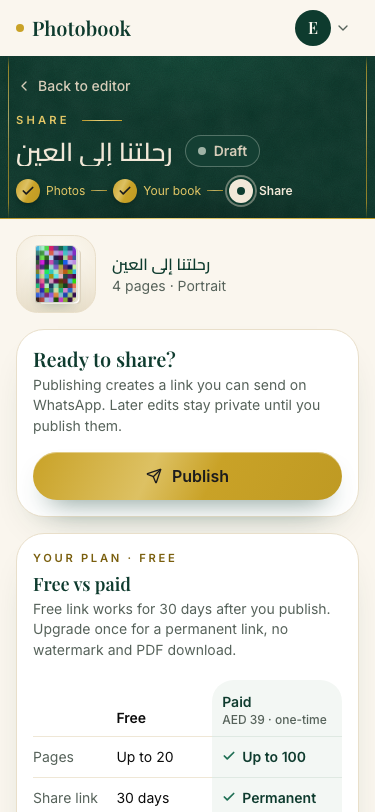 Photobook
E
Back to editor
SHARE
رحلتنا إلى العين
Draft
Photos
Your book
Share
رحلتنا إلى العين
4 pages · Portrait
Ready to share?
Publishing creates a link you can send on
WhatsApp. Later edits stay private until you
publish them.
Publish
YOUR PLAN · FREE
Free vs paid
Free link works for 30 days after you publish.
Upgrade once for a permanent link, no
watermark and PDF download.
Free
Paid
AED 39 · one-time
Pages
Up to 20
Up to 100
Share link
30 days
Permanent